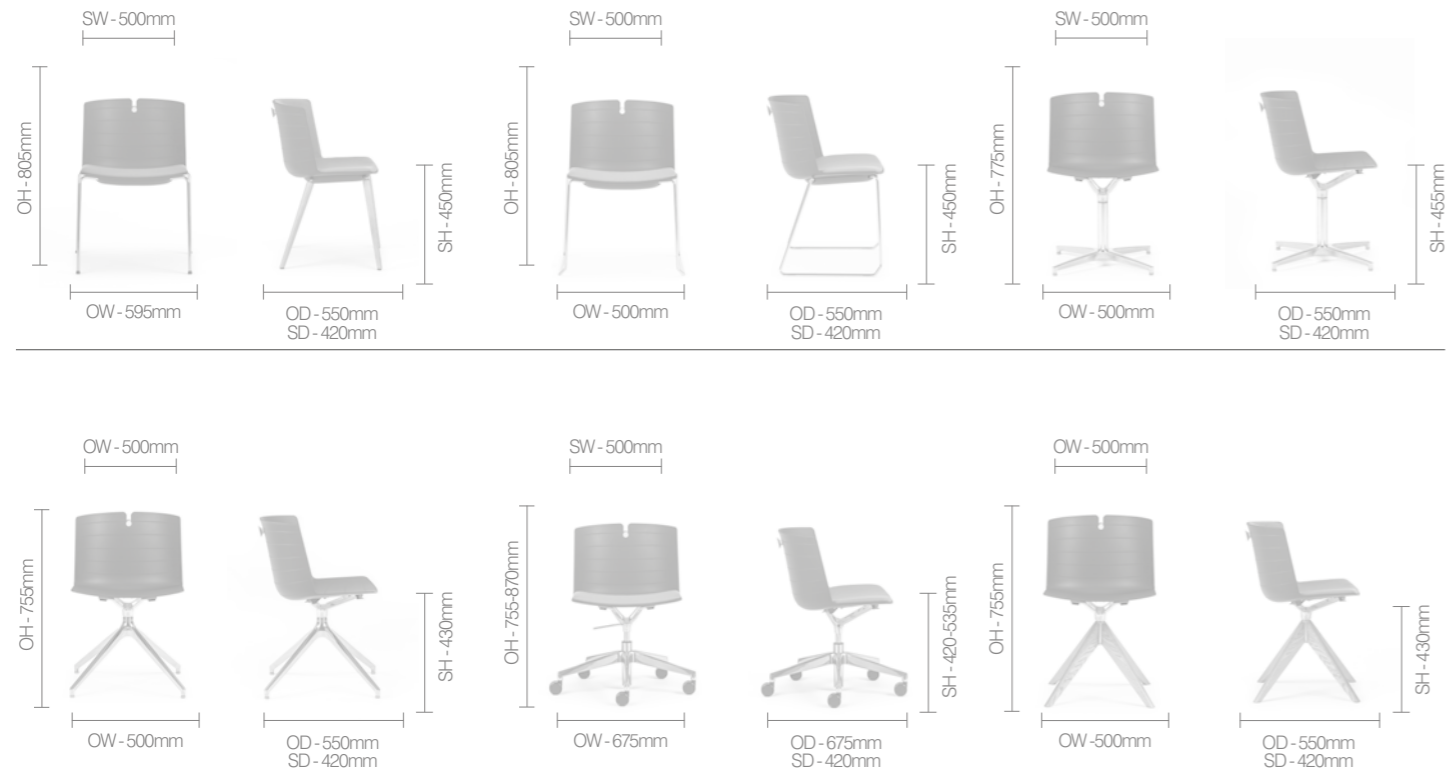 SW - 500mm
SW - 500mm
SW - 500mm
OH - 805mm
SH - 450mm
OH - 805mm
SH - 450mm
OH - 775mm
SH - 455mm
OW - 595mm
OD - 550mm
SD - 420mm
OW - 500mm
OD - 550mm
SD - 420mm
OW - 500mm
OD - 550mm
SD - 420mm
OW - 500mm
SW - 500mm
OW - 500mm
OH - 755mm
SH - 430mm
OH - 755-870mm
SH - 420-535mm
OH - 755mm
SH - 430mm
OW - 500mm
OD - 550mm
SD - 420mm
OW - 675mm
OD - 675mm
SD - 420mm
OW - 500mm
OD - 550mm
SD - 420mm